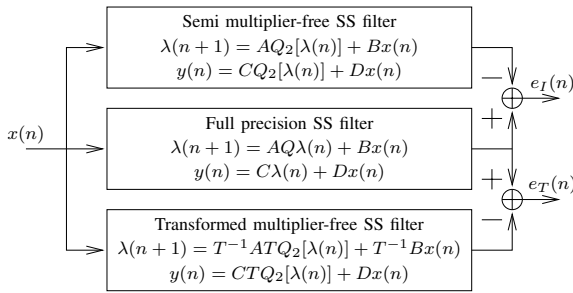 Semi multiplier-free SS filter
λ(n + 1) = AQ₂[λ(n)] + Bx(n)
y(n) = CQ₂[λ(n)] + Dx(n)
−
e_I(n)
+
x(n)
Full precision SS filter
λ(n + 1) = AQλ(n) + Bx(n)
y(n) = Cλ(n) + Dx(n)
+
e_T(n)
−
Transformed multiplier-free SS filter
λ(n + 1) = T⁻¹ATQ₂[λ(n)] + T⁻¹Bx(n)
y(n) = CTQ₂[λ(n)] + Dx(n)